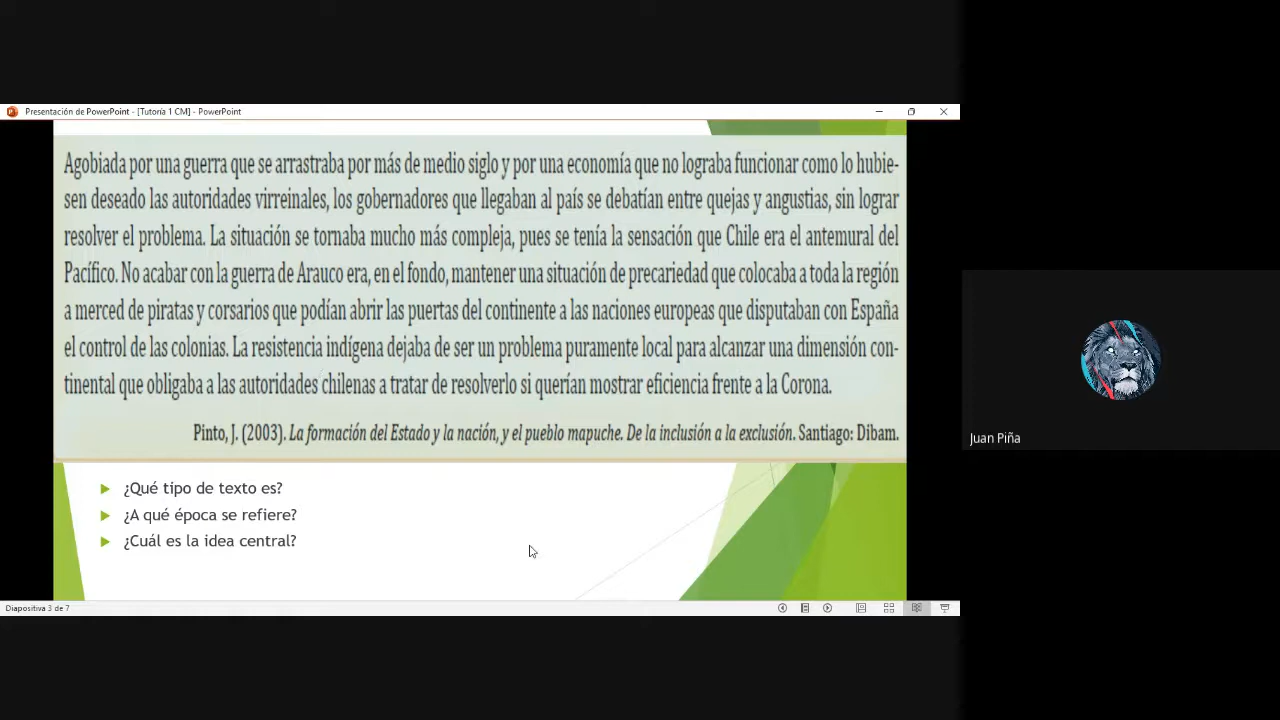 Presentación de PowerPoint - [Tutoría 1 CM] - PowerPoint
Agobiada por una guerra que se arrastraba por más de medio siglo y por una economía que no lograba funcionar como lo hubie-
sen deseado las autoridades virreinales, los gobernadores que llegaban al país se debatían entre quejas y angustias, sin lograr
resolver el problema. La situación se tornaba mucho más compleja, pues se tenía la sensación que Chile era el antemural del
Pacífico. No acabar con la guerra de Arauco era, en el fondo, mantener una situación de precariedad que colocaba a toda la región
a merced de piratas y corsarios que podían abrir las puertas del continente a las naciones europeas que disputaban con España
el control de las colonias. La resistencia indígena dejaba de ser un problema puramente local para alcanzar una dimensión con-
tinental que obligaba a las autoridades chilenas a tratar de resolverlo si querían mostrar eficiencia frente a la Corona.
Pinto, J. (2003). La formación del Estado y la nación, y el pueblo mapuche. De la inclusión a la exclusión. Santiago: Dibam.
¿Qué tipo de texto es?
¿A qué época se refiere?
¿Cuál es la idea central?
Diapositiva 3 de 7
Juan Piña